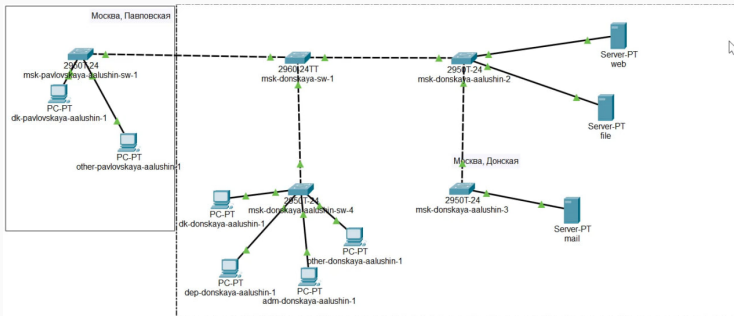 Москва, Павловская
2950T-24
msk-pavlovskaya-aalushin-sw-1
PC-PT
dk-pavlovskaya-aalushin-1
PC-PT
other-pavlovskaya-aalushin-1
2960-24TT
msk-donskaya-sw-1
2950T-24
msk-donskaya-aalushin-2
Server-PT
web
Server-PT
file
Москва, Донская
2950T-24
msk-donskaya-aalushin-sw-4
2950T-24
msk-donskaya-aalushin-3
PC-PT
dk-donskaya-aalushin-1
Server-PT
mail
PC-PT
other-donskaya-aalushin-1
PC-PT
dep-donskaya-aalushin-1
PC-PT
adm-donskaya-aalushin-1